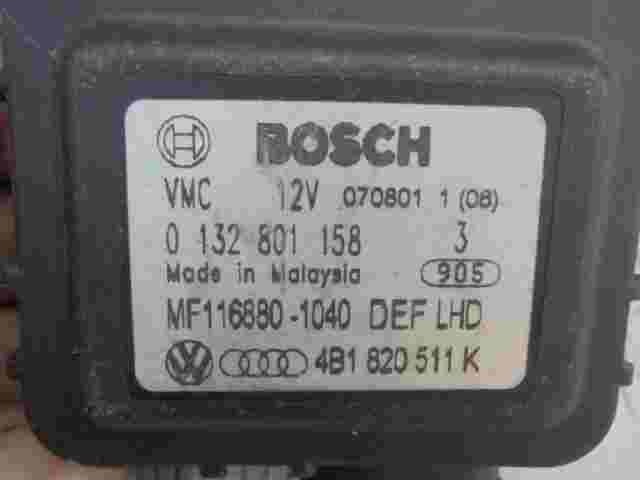 BOSCH
VMC 12V 070801 1 (08)
0 132 801 158 3
Made in Malaysia 905
MF116880-1040 DEF LHD
4B1 820 511 K